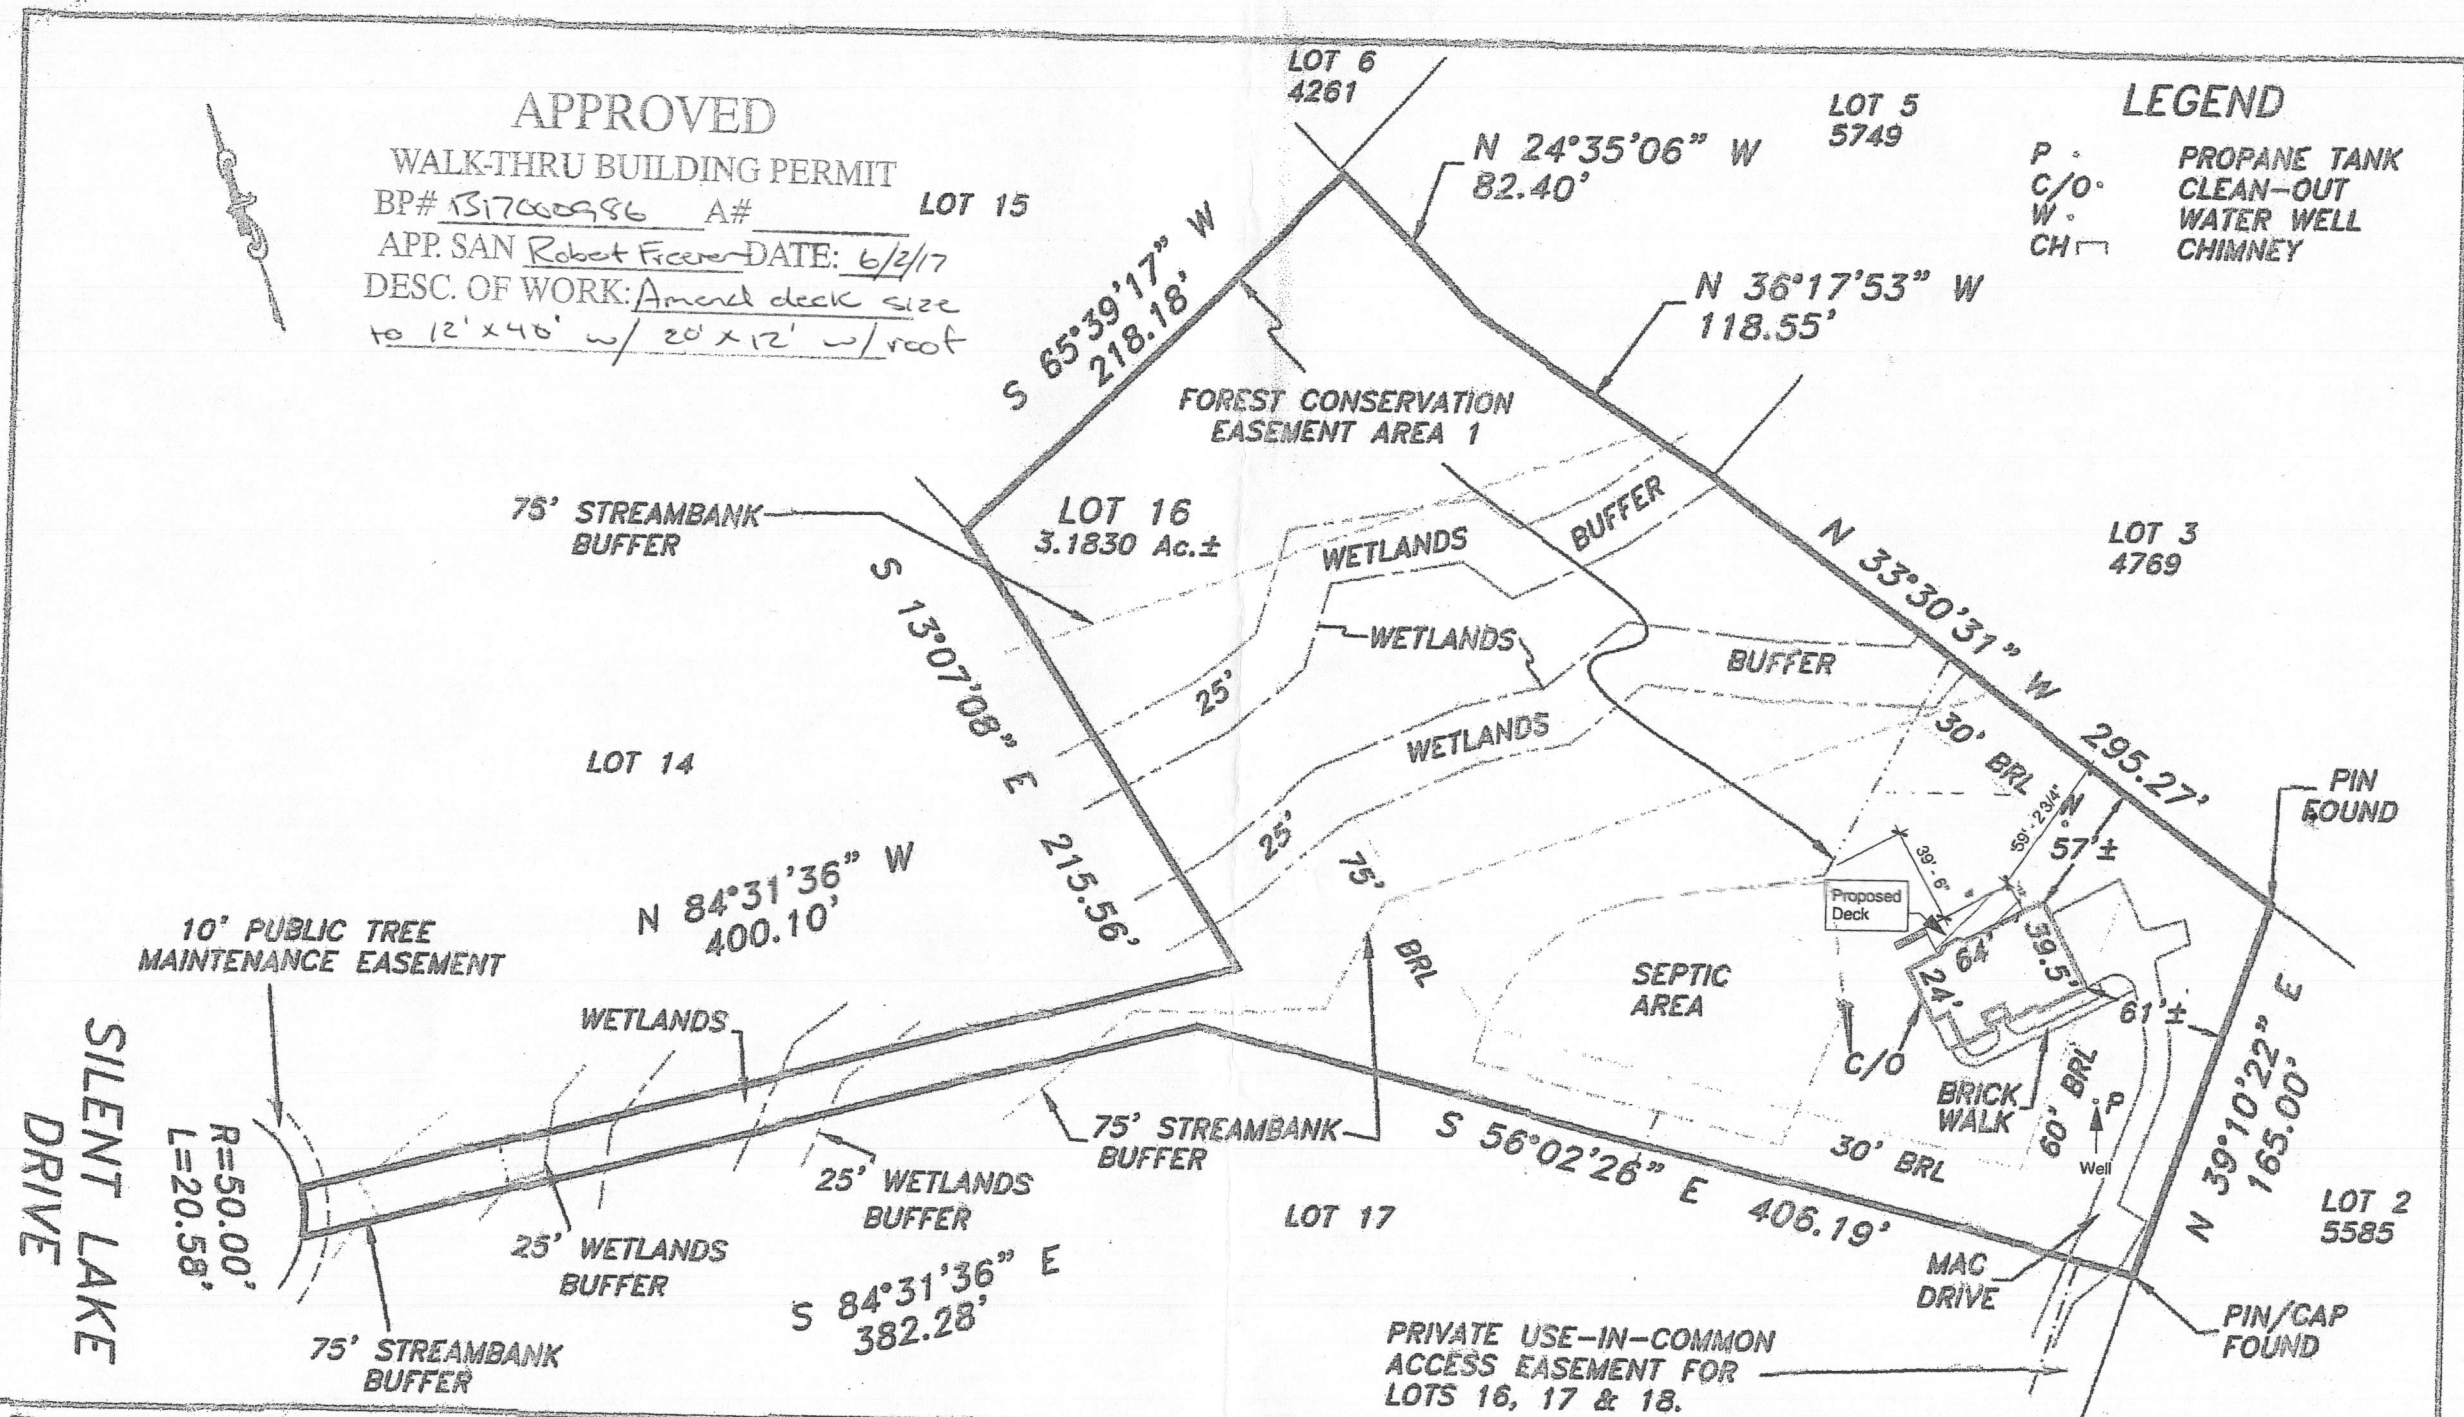 APPROVED
WALK-THRU BUILDING PERMIT
BP# B17000986 A#
APP. SAN Robert DATE: 6/2/17
DESC. OF WORK: Amend deck size
to 12' x 40' w/ 20' x 12' w/ roof
LOT 15
LOT 6
4261
LOT 5
5749
LEGEND
P PROPANE TANK
C/O CLEAN-OUT
W WATER WELL
CH CHIMNEY
N 24°35'06" W
82.40'
N 36°17'53" W
118.55'
S 65°39'17" W
218.18'
FOREST CONSERVATION
EASEMENT AREA 1
75' STREAMBANK
BUFFER
LOT 16
3.1830 Ac.±
WETLANDS
BUFFER
LOT 3
4769
N 33°30'31" W 295.27'
S 13°07'08" E 215.56'
WETLANDS
BUFFER
25'
WETLANDS
30' BRL
LOT 14
PIN
FOUND
59' - 2 3/4"
57'±
25'
75'
BRL
39' - 6"
Proposed
Deck
N 84°31'36" W
400.10'
10' PUBLIC TREE
MAINTENANCE EASEMENT
64'
39.5'
24'
SEPTIC
AREA
WETLANDS
61'±
N 39°10'22" E
165.00'
C/O
BRICK
WALK
60' BRL
P
Well
SILENT LAKE
DRIVE
R=50.00'
L=20.58'
75' STREAMBANK
BUFFER
S 56°02'26" E 406.19'
30' BRL
25' WETLANDS
BUFFER
LOT 17
LOT 2
5585
25' WETLANDS
BUFFER
S 84°31'36" E
382.28'
MAC
DRIVE
75' STREAMBANK
BUFFER
PRIVATE USE-IN-COMMON
ACCESS EASEMENT FOR
LOTS 16, 17 & 18.
PIN/CAP
FOUND